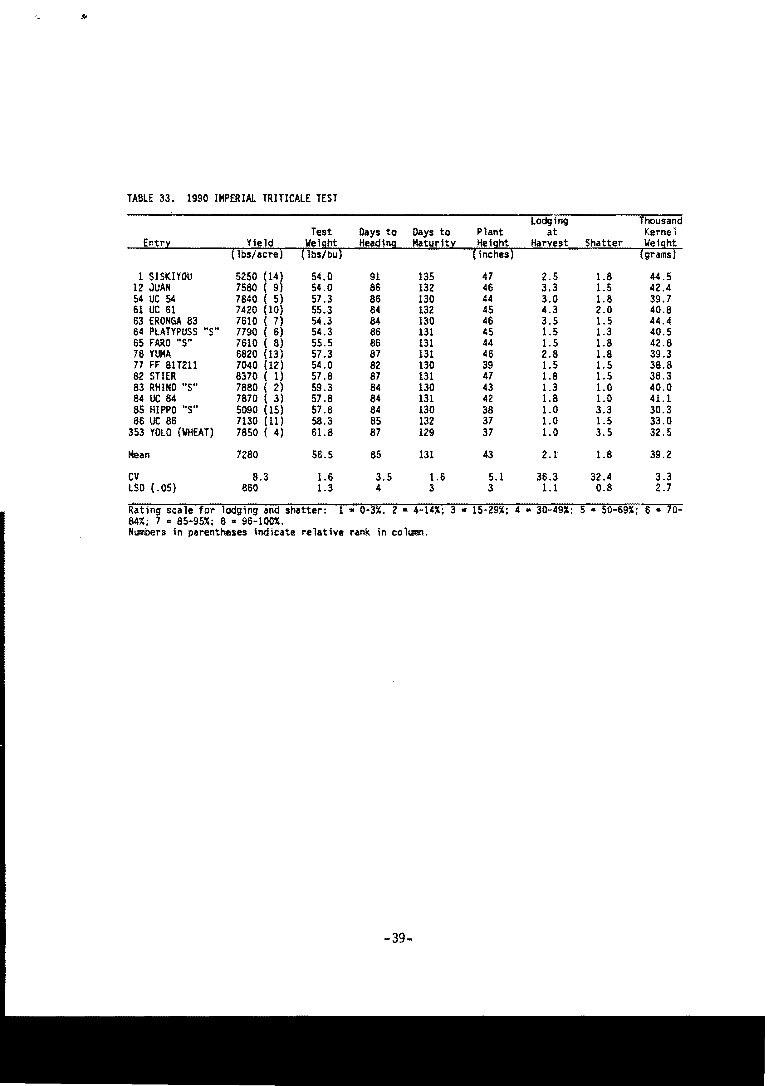 TABLE 33. 1990 IMPERIAL TRITICALE TEST
Lodging Thousand
Test Days to Days to Plant at Kernel
Entry Yield Weight Heading Maturity Height Harvest Shatter Weight
(lbs/acre) (lbs/bu) (inches) (grams)
1 SISKIYOU 5250 (14) 54.0 91 135 47 2.5 1.8 44.5
12 JUAN 7580 ( 9) 54.0 86 132 46 3.3 1.5 42.4
54 UC 54 7840 ( 5) 57.3 86 130 44 3.0 1.8 39.7
61 UC 61 7420 (10) 55.3 84 132 45 4.3 2.0 40.8
63 ERONGA 83 7610 ( 7) 54.3 84 130 46 3.5 1.5 44.4
64 PLATYPUSS "S" 7790 ( 6) 54.3 86 131 45 1.5 1.3 40.5
65 FARO "S" 7610 ( 8) 55.5 86 131 44 1.5 1.8 42.8
76 YUMA 6820 (13) 57.3 87 131 46 2.8 1.8 39.3
77 FF 81T211 7040 (12) 54.0 82 130 39 1.5 1.5 38.8
82 STIER 8370 ( 1) 57.8 87 131 47 1.8 1.5 38.3
83 RHINO "S" 7880 ( 2) 59.3 84 130 43 1.3 1.0 40.0
84 UC 84 7870 ( 3) 57.8 84 131 42 1.8 1.0 41.1
85 HIPPO "S" 5090 (15) 57.8 84 130 38 1.0 3.3 30.3
86 UC 86 7130 (11) 58.3 85 132 37 1.0 1.5 33.0
353 YOLO (WHEAT) 7850 ( 4) 61.8 87 129 37 1.0 3.5 32.5
Mean 7280 56.5 85 131 43 2.1 1.8 39.2
CV 8.3 1.6 3.5 1.6 5.1 36.3 32.4 3.3
LSD (.05) 860 1.3 4 3 3 1.1 0.8 2.7
Rating scale for lodging and shatter: 1 = 0-3%, 2 = 4-14%; 3 = 15-29%; 4 = 30-49%; 5 = 50-69%; 6 = 70-
84%; 7 = 85-95%; 8 = 96-100%.
Numbers in parentheses indicate relative rank in column.
-39-